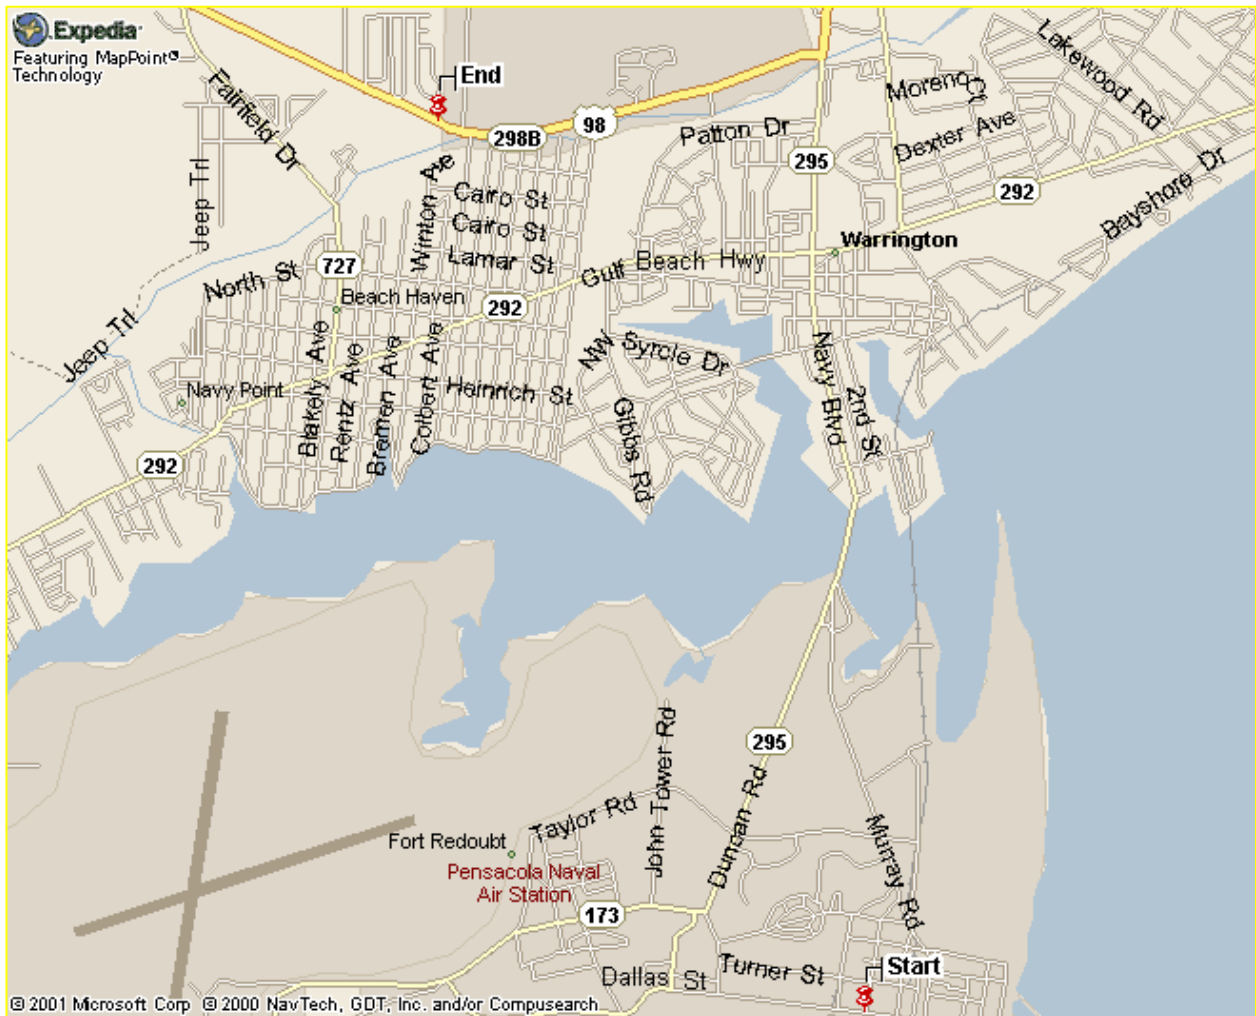 Expedia
Featuring MapPoint®
Technology
End
298B
98
Fairfield Dr
Jeep Trl
Patton Dr
295
Moreno Ct
Lakewood Rd
Dexter Ave
292
Bayshore Dr
Winton Ave
Cairo St
Cairo St
Lamar St
Warrington
Gulf Beach Hwy
727
North St
Beach Haven
292
Jeep Trl
NW Syrcle Dr
Navy Point
Blakely Ave
Rentz Ave
Bremen Ave
Colbert Ave
Heinrich St
Gibbs Rd
Navy Blvd
2nd St
292
295
John Tower Rd
Duncan Rd
Taylor Rd
Murray Rd
Fort Redoubt
Pensacola Naval
Air Station
173
Dallas St
Turner St
Start
© 2001 Microsoft Corp © 2000 NavTech, GDT, Inc. and/or Compusearch